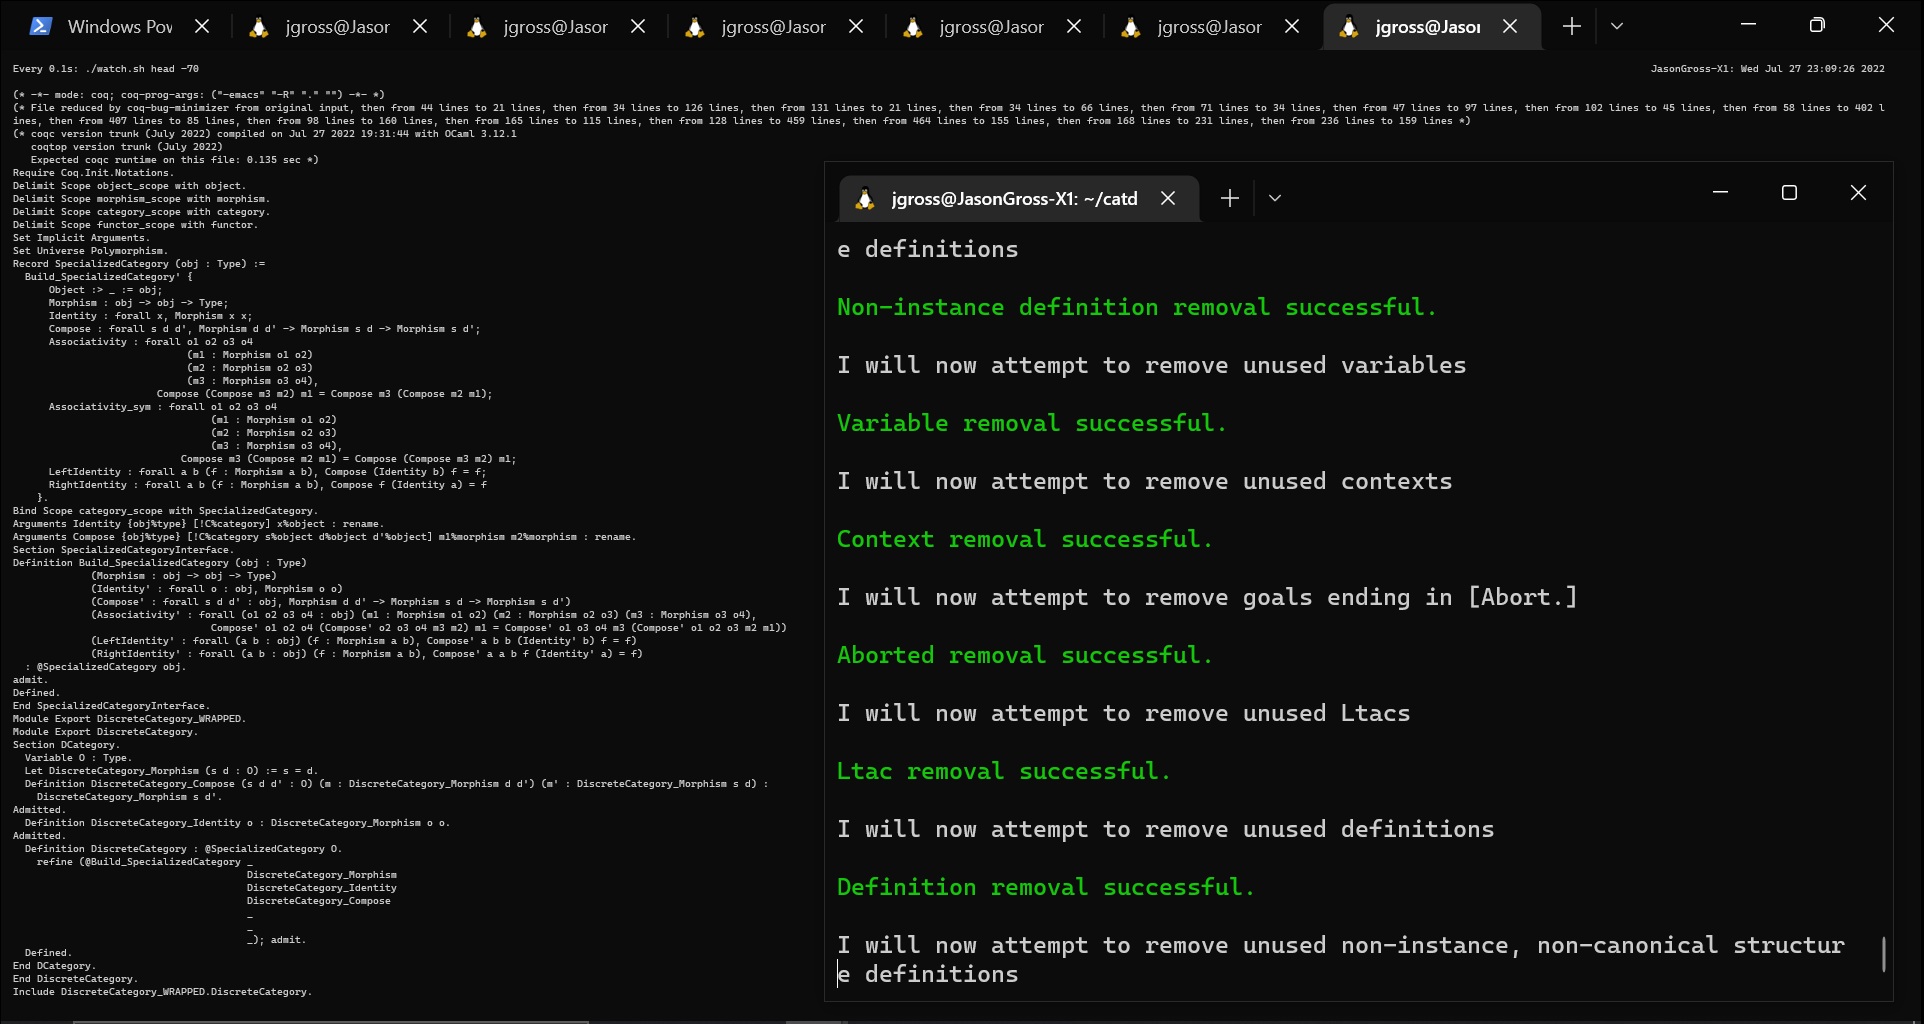 Windows Pow
jgross@Jason
jgross@Jason
jgross@Jason
jgross@Jason
jgross@Jason
jgross@Jason
Every 0.1s: ./watch.sh head -70
JasonGross-X1: Wed Jul 27 23:09:26 2022
(* -*- mode: coq; coq-prog-args: ("-emacs" "-R" "." "") -*- *)
(* File reduced by coq-bug-minimizer from original input, then from 44 lines to 21 lines, then from 34 lines to 126 lines, then from 131 lines to 21 lines, then from 34 lines to 66 lines, then from 71 lines to 34 lines, then from 47 lines to 97 lines, then from 102 lines to 45 lines, then from 58 lines to 402 l
ines, then from 407 lines to 85 lines, then from 98 lines to 160 lines, then from 165 lines to 115 lines, then from 128 lines to 459 lines, then from 464 lines to 155 lines, then from 168 lines to 231 lines, then from 236 lines to 159 lines *)
(* coqc version trunk (July 2022) compiled on Jul 27 2022 19:31:44 with OCaml 3.12.1
   coqtop version trunk (July 2022)
   Expected coqc runtime on this file: 0.135 sec *)
Require Coq.Init.Notations.
Delimit Scope object_scope with object.
Delimit Scope morphism_scope with morphism.
Delimit Scope category_scope with category.
Delimit Scope functor_scope with functor.
Set Implicit Arguments.
Set Universe Polymorphism.
Record SpecializedCategory (obj : Type) :=
  Build_SpecializedCategory' {
      Object :> _ := obj;
      Morphism : obj -> obj -> Type;
      Identity : forall x, Morphism x x;
      Compose : forall s d d', Morphism d d' -> Morphism s d -> Morphism s d';
      Associativity : forall o1 o2 o3 o4
                             (m1 : Morphism o1 o2)
                             (m2 : Morphism o2 o3)
                             (m3 : Morphism o3 o4),
                        Compose (Compose m3 m2) m1 = Compose m3 (Compose m2 m1);
      Associativity_sym : forall o1 o2 o3 o4
                                 (m1 : Morphism o1 o2)
                                 (m2 : Morphism o2 o3)
                                 (m3 : Morphism o3 o4),
                            Compose m3 (Compose m2 m1) = Compose (Compose m3 m2) m1;
      LeftIdentity : forall a b (f : Morphism a b), Compose (Identity b) f = f;
      RightIdentity : forall a b (f : Morphism a b), Compose f (Identity a) = f
    }.
Bind Scope category_scope with SpecializedCategory.
Arguments Identity {obj%type} [!C%category] x%object : rename.
Arguments Compose {obj%type} [!C%category s%object d%object d'%object] m1%morphism m2%morphism : rename.
Section SpecializedCategoryInterface.
Definition Build_SpecializedCategory (obj : Type)
             (Morphism : obj -> obj -> Type)
             (Identity' : forall o : obj, Morphism o o)
             (Compose' : forall s d d' : obj, Morphism d d' -> Morphism s d -> Morphism s d')
             (Associativity' : forall (o1 o2 o3 o4 : obj) (m1 : Morphism o1 o2) (m2 : Morphism o2 o3) (m3 : Morphism o3 o4),
                                 Compose' o1 o2 o4 (Compose' o2 o3 o4 m3 m2) m1 = Compose' o1 o3 o4 m3 (Compose' o1 o2 o3 m2 m1))
             (LeftIdentity' : forall (a b : obj) (f : Morphism a b), Compose' a b b (Identity' b) f = f)
             (RightIdentity' : forall (a b : obj) (f : Morphism a b), Compose' a a b f (Identity' a) = f)
  : @SpecializedCategory obj.
admit.
Defined.
End SpecializedCategoryInterface.
Module Export DiscreteCategory_WRAPPED.
Module Export DiscreteCategory.
Section DCategory.
  Variable O : Type.
  Let DiscreteCategory_Morphism (s d : O) := s = d.
  Definition DiscreteCategory_Compose (s d d' : O) (m : DiscreteCategory_Morphism d d') (m' : DiscreteCategory_Morphism s d) :
    DiscreteCategory_Morphism s d'.
Admitted.
  Definition DiscreteCategory_Identity o : DiscreteCategory_Morphism o o.
Admitted.
  Definition DiscreteCategory : @SpecializedCategory O.
    refine (@Build_SpecializedCategory _
                                       DiscreteCategory_Morphism
                                       DiscreteCategory_Identity
                                       DiscreteCategory_Compose
                                       _
                                       _
                                       _); admit.
  Defined.
End DCategory.
End DiscreteCategory.
Include DiscreteCategory_WRAPPED.DiscreteCategory.
jgross@JasonGross-X1: ~/catd
e definitions
Non-instance definition removal successful.
I will now attempt to remove unused variables
Variable removal successful.
I will now attempt to remove unused contexts
Context removal successful.
I will now attempt to remove goals ending in [Abort.]
Aborted removal successful.
I will now attempt to remove unused Ltacs
Ltac removal successful.
I will now attempt to remove unused definitions
Definition removal successful.
I will now attempt to remove unused non-instance, non-canonical structur
e definitions